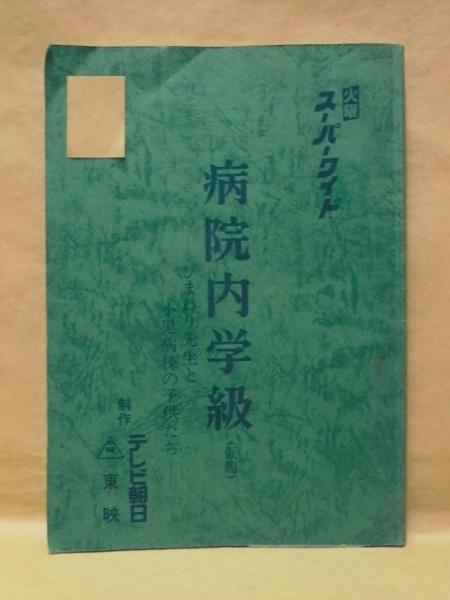 火曜
スーパーワイド
病院内学級
(仮題)
ひまわり先生と
小児病棟の子供たち
制作
テレビ朝日
東映